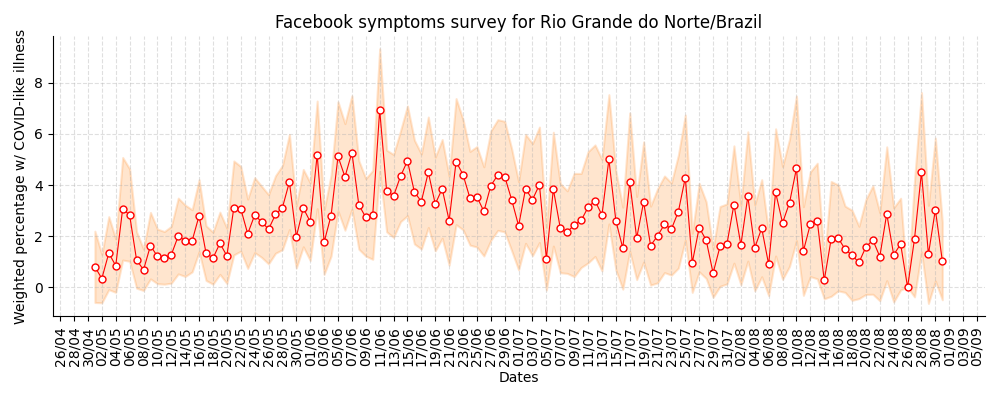 Facebook symptoms survey for Rio Grande do Norte/Brazil
Weighted percentage w/ COVID-like illness
8
6
4
2
0
26/04 28/04 30/04 02/05 04/05 06/05 08/05 10/05 12/05 14/05 16/05 18/05 20/05 22/05 24/05 26/05 28/05 30/05 01/06 03/06 05/06 07/06 09/06 11/06 13/06 15/06 17/06 19/06 21/06 23/06 25/06 27/06 29/06 01/07 03/07 05/07 07/07 09/07 11/07 13/07 15/07 17/07 19/07 21/07 23/07 25/07 27/07 29/07 31/07 02/08 04/08 06/08 08/08 10/08 12/08 14/08 16/08 18/08 20/08 22/08 24/08 26/08 28/08 30/08 01/09 03/09 05/09
Dates